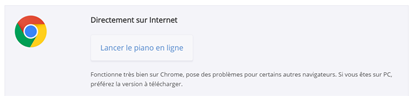 Directement sur Internet
Lancer le piano en ligne
Fonctionne très bien sur Chrome, pose des problèmes pour certains autres navigateurs. Si vous êtes sur PC,
préférez la version à télécharger.